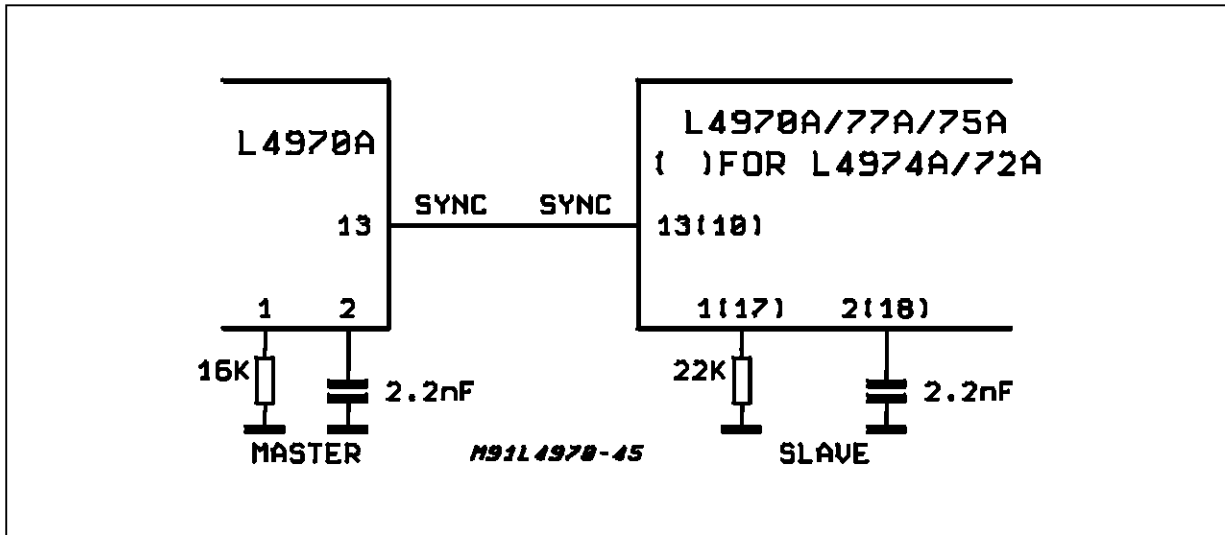 L4970A
L4970A/77A/75A
( )FOR L4974A/72A
SYNC SYNC
13
13(10)
1 2
1(17) 2(18)
16K
2.2nF
22K
2.2nF
MASTER
M91L4970-45
SLAVE